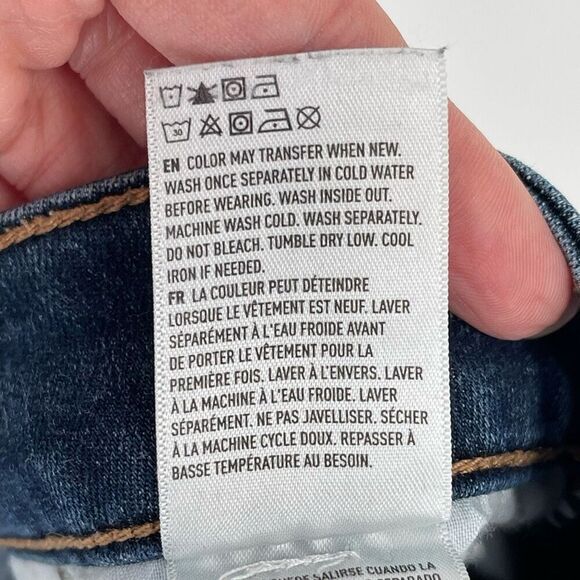 30
EN COLOR MAY TRANSFER WHEN NEW.
WASH ONCE SEPARATELY IN COLD WATER
BEFORE WEARING. WASH INSIDE OUT.
MACHINE WASH COLD. WASH SEPARATELY.
DO NOT BLEACH. TUMBLE DRY LOW. COOL
IRON IF NEEDED.
FR LA COULEUR PEUT DÉTEINDRE
LORSQUE LE VÊTEMENT EST NEUF. LAVER
SÉPARÉMENT À L'EAU FROIDE AVANT
DE PORTER LE VÊTEMENT POUR LA
PREMIÈRE FOIS. LAVER À L'ENVERS. LAVER
À LA MACHINE À L'EAU FROIDE. LAVER
SÉPARÉMENT. NE PAS JAVELLISER. SÉCHER
À LA MACHINE CYCLE DOUX. REPASSER À
BASSE TEMPÉRATURE AU BESOIN.
SALIRSE CUANDO LA